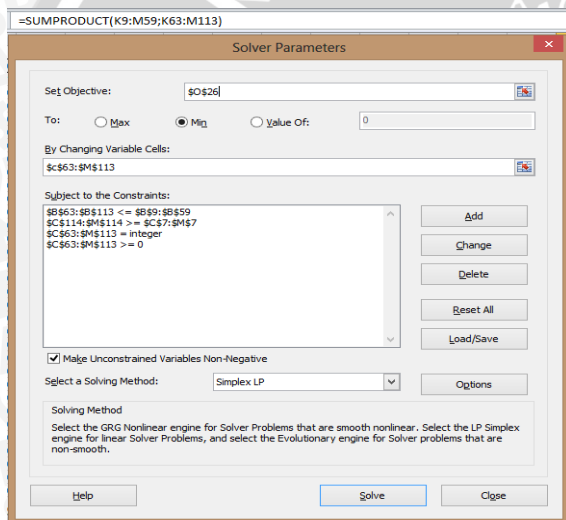 =SUMPRODUCT(K9:M59;K63:M113)
Solver Parameters
Set Objective: $O$26
To: Max Min Value Of: 0
By Changing Variable Cells:
$c$63:$M$113
Subject to the Constraints:
$B$63:$B$113 <= $B$9:$B$59
$C$114:$M$114 >= $C$7:$M$7
$C$63:$M$113 = integer
$C$63:$M$113 >= 0
Add
Change
Delete
Reset All
Load/Save
Make Unconstrained Variables Non-Negative
Select a Solving Method: Simplex LP Options
Solving Method
Select the GRG Nonlinear engine for Solver Problems that are smooth nonlinear. Select the LP Simplex
engine for linear Solver Problems, and select the Evolutionary engine for Solver problems that are
non-smooth.
Help Solve Close